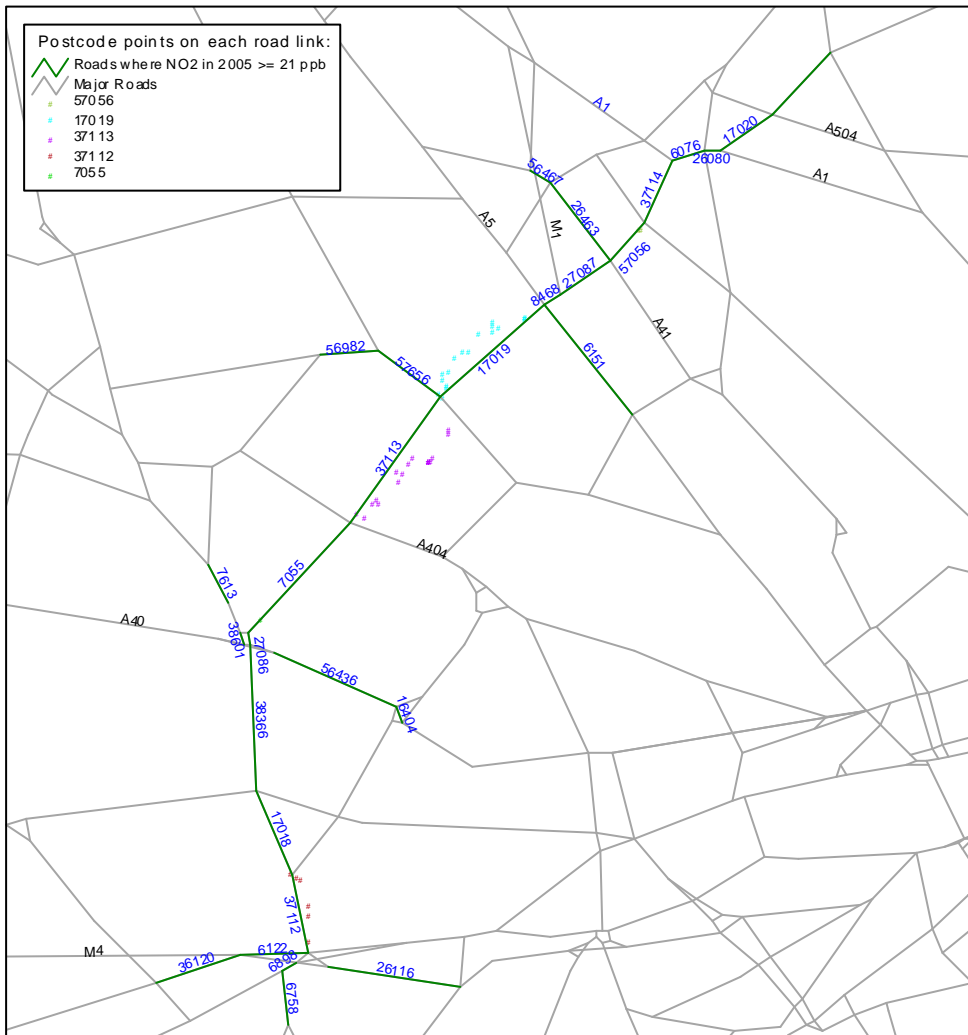 Postcode points on each road link:
Roads where NO2 in 2005 >= 21 ppb
Major Roads
# 57056
# 17019
# 37113
# 37112
# 7055
A1
A504
17020
6076
26080
A1
56467
37114
26463
A5
M1
57056
27087
8468
A41
17019
6151
56982
57656
37113
A404
7055
7613
A40
38601
27086
56436
16404
38366
17018
37112
M4
6122
36120
6898
26116
6758